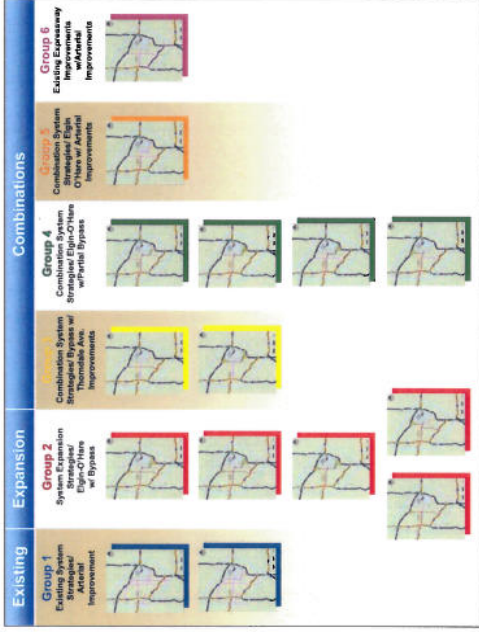 Existing
Expansion
Combinations
Group 1
Existing System
Strategies/
Arterial
Improvement
Group 2
System Expansion
Strategies/
Elgin-O'Hare
w/ Bypass
Combination System
Strategies/ Bypass w/
Thorndale Ave.
Improvements
Group 4
Combination System
Strategies/ Elgin-O'Hare
w/Partial Bypass
Group 5
Combination System
Strategies/ Elgin
O'Hare w/ Arterial
Improvements
Group 6
Existing Expressway
Improvements
w/Arterial
Improvements